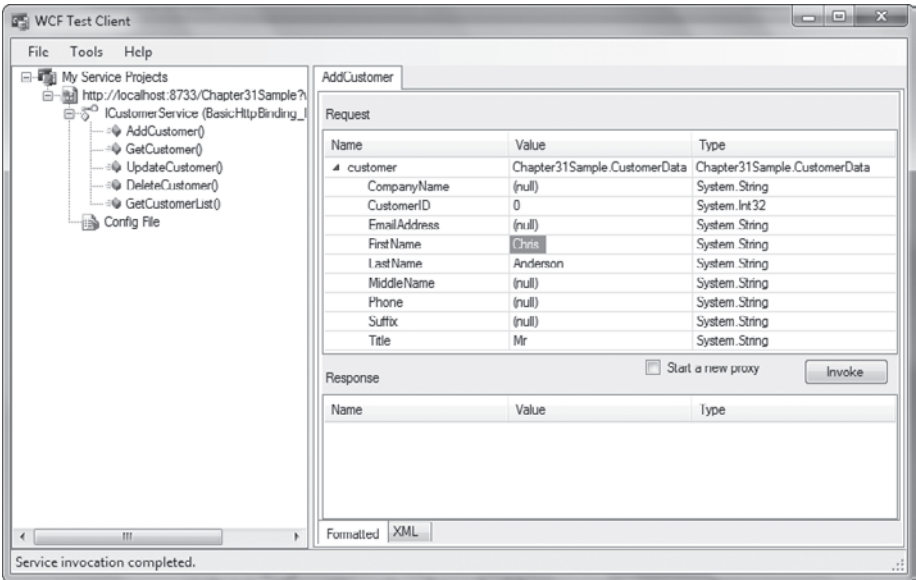 WCF Test Client
File Tools Help
My Service Projects
http://localhost:8733/Chapter31Sample?
ICustomerService (BasicHttpBinding_I
AddCustomer()
GetCustomer()
UpdateCustomer()
DeleteCustomer()
GetCustomerList()
Config File
AddCustomer
Request
Name Value Type
customer Chapter31Sample.CustomerData Chapter31Sample.CustomerData
CompanyName (null) System.String
CustomerID 0 System.Int32
EmailAddress (null) System.String
FirstName Chris System.String
LastName Anderson System.String
MiddleName (null) System.String
Phone (null) System.String
Suffix (null) System.String
Title Mr System.String
Start a new proxy Invoke
Response
Name Value Type
Formatted XML
Service invocation completed.